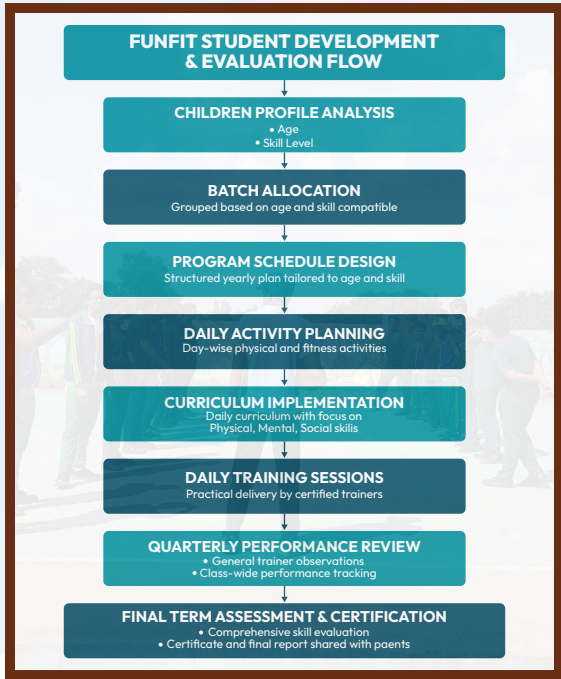 FUNFIT STUDENT DEVELOPMENT
& EVALUATION FLOW
CHILDREN PROFILE ANALYSIS
• Age
• Skill Level
BATCH ALLOCATION
Grouped based on age and skill compatible
PROGRAM SCHEDULE DESIGN
Structured yearly plan tailored to age and skill
DAILY ACTIVITY PLANNING
Day-wise physical and fitness activities
CURRICULUM IMPLEMENTATION
Daily curriculum with focus on
Physical, Mental, Social skilis
DAILY TRAINING SESSIONS
Practical delivery by certified trainers
QUARTERLY PERFORMANCE REVIEW
• General trainer observations
• Class-wide performance tracking
FINAL TERM ASSESSMENT & CERTIFICATION
• Comprehensive skill evaluation
• Certificate and final report shared with paents